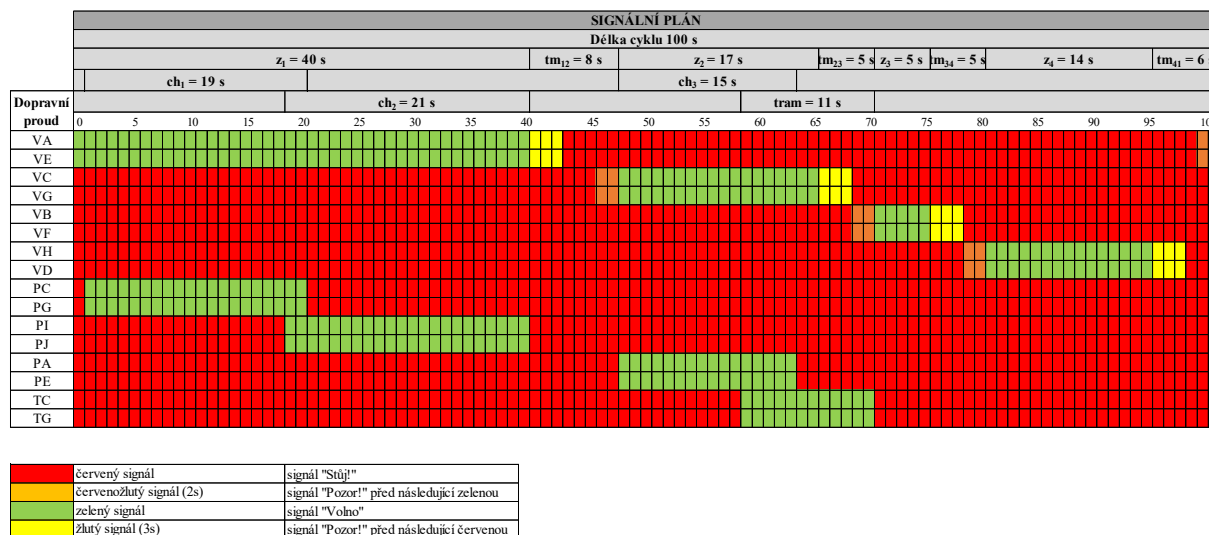 SIGNÁLNÍ PLÁN
Délka cyklu 100 s
z₁ = 40 s tm₁₂ = 8 s z₂ = 17 s tm₂₃ = 5 s z₃ = 5 s tm₃₄ = 5 s z₄ = 14 s tm₄₁ = 6
ch₁ = 19 s ch₃ = 15 s
Dopravní ch₂ = 21 s tram = 11 s
proud 0 5 10 15 20 25 30 35 40 45 50 55 60 65 70 75 80 85 90 95 10
VA
VE
VC
VG
VB
VF
VH
VD
PC
PG
PI
PJ
PA
PE
TC
TG
červený signál signál "Stůj!"
červenožlutý signál (2s) signál "Pozor!" před následující zelenou
zelený signál signál "Volno"
žlutý signál (3s) signál "Pozor!" před následující červenou